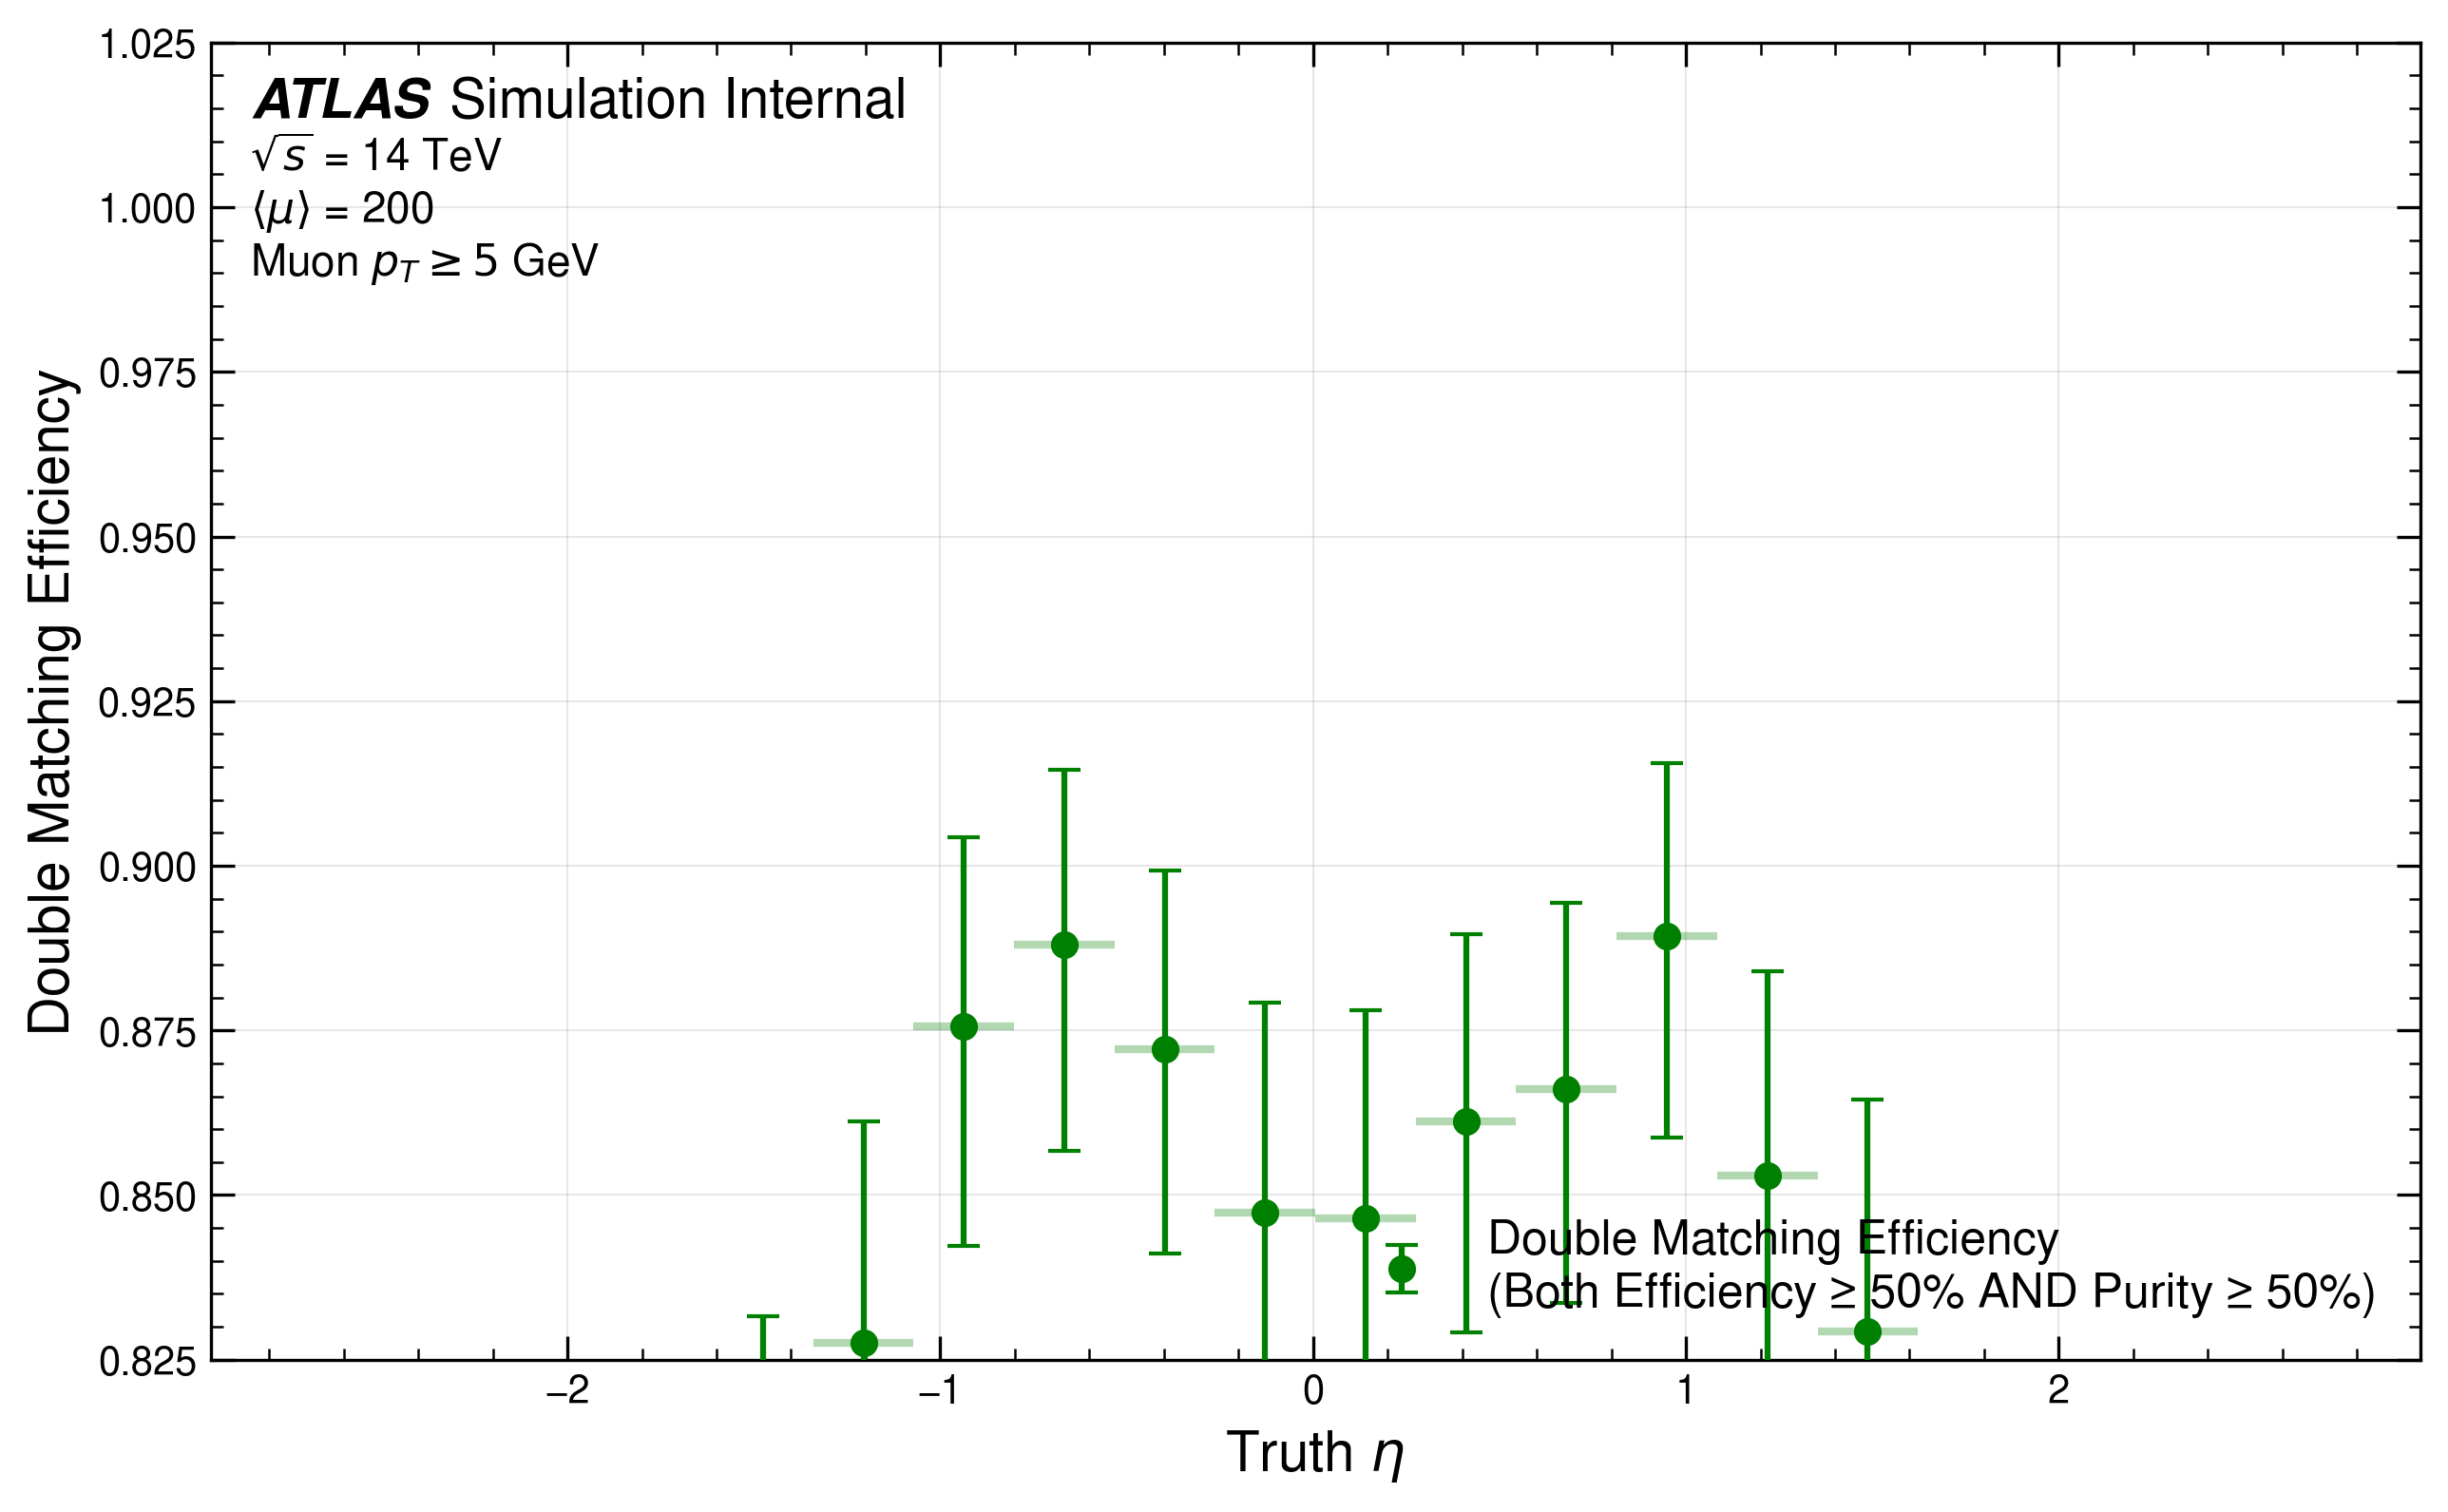 ATLAS Simulation Internal
√s = 14 TeV
⟨μ⟩ = 200
Muon pT ≥ 5 GeV
1.025
1.000
0.975
0.950
0.925
0.900
0.875
0.850
0.825
Double Matching Efficiency
Double Matching Efficiency
(Both Efficiency ≥ 50% AND Purity ≥ 50%)
−2
−1
0
1
2
Truth η